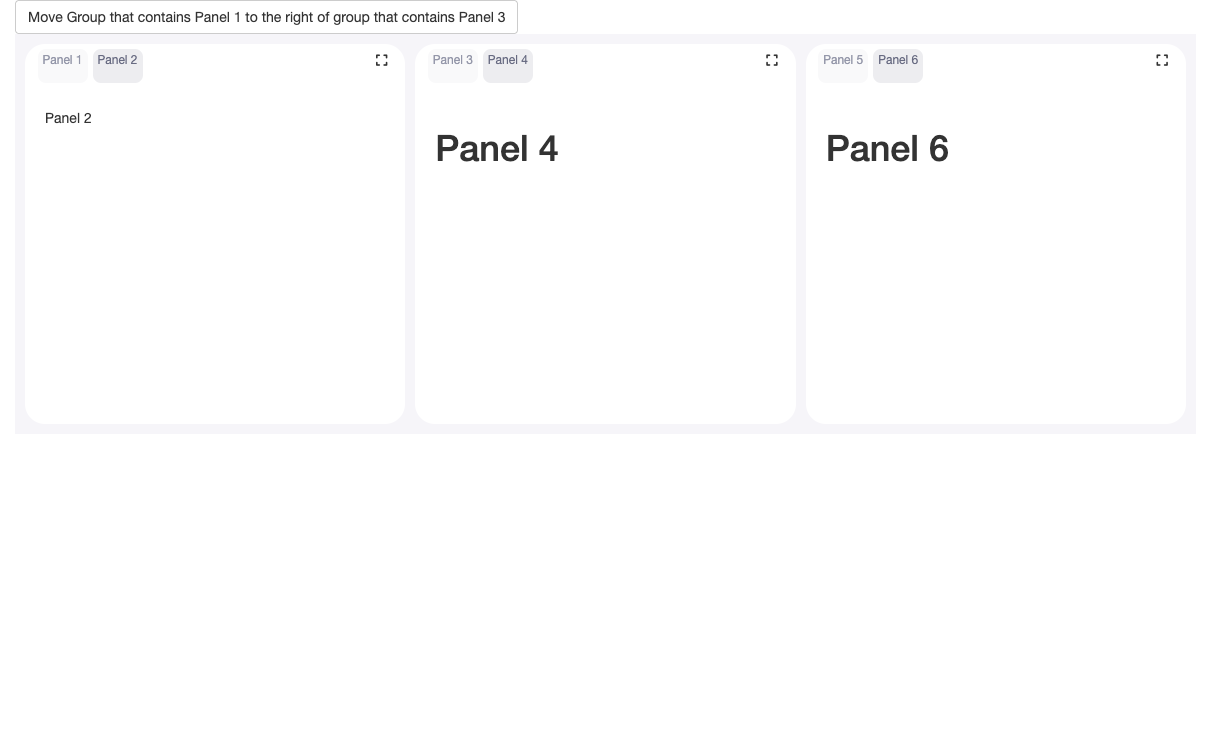 Move Group that contains Panel 1 to the right of group that contains Panel 3
Panel 1 Panel 2
Panel 2
Panel 3 Panel 4
Panel 4
Panel 5 Panel 6
Panel 6